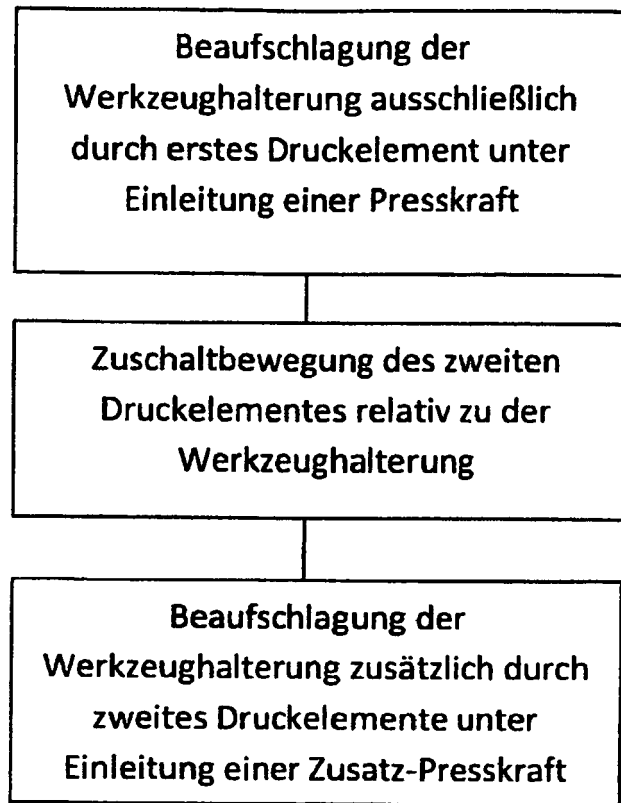 Beaufschlagung der
Werkzeughalterung ausschließlich
durch erstes Druckelement unter
Einleitung einer Presskraft
Zuschaltbewegung des zweiten
Druckelementes relativ zu der
Werkzeughalterung
Beaufschlagung der
Werkzeughalterung zusätzlich durch
zweites Druckelemente unter
Einleitung einer Zusatz-Presskraft